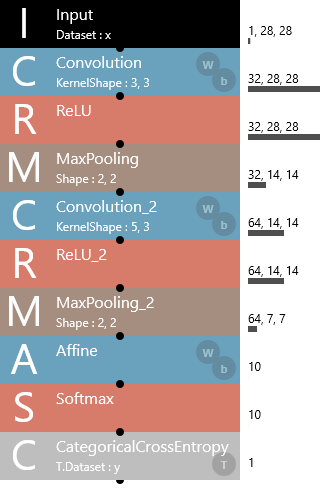 I Input 1, 28, 28
Dataset : x
C Convolution W 32, 28, 28
KernelShape : 3, 3 b
R ReLU 32, 28, 28
M MaxPooling 32, 14, 14
Shape : 2, 2
C Convolution_2 W 64, 14, 14
KernelShape : 5, 3 b
R ReLU_2 64, 14, 14
M MaxPooling_2 64, 7, 7
Shape : 2, 2
A Affine W b 10
S Softmax 10
C CategoricalCrossEntropy 1
T.Dataset : y T